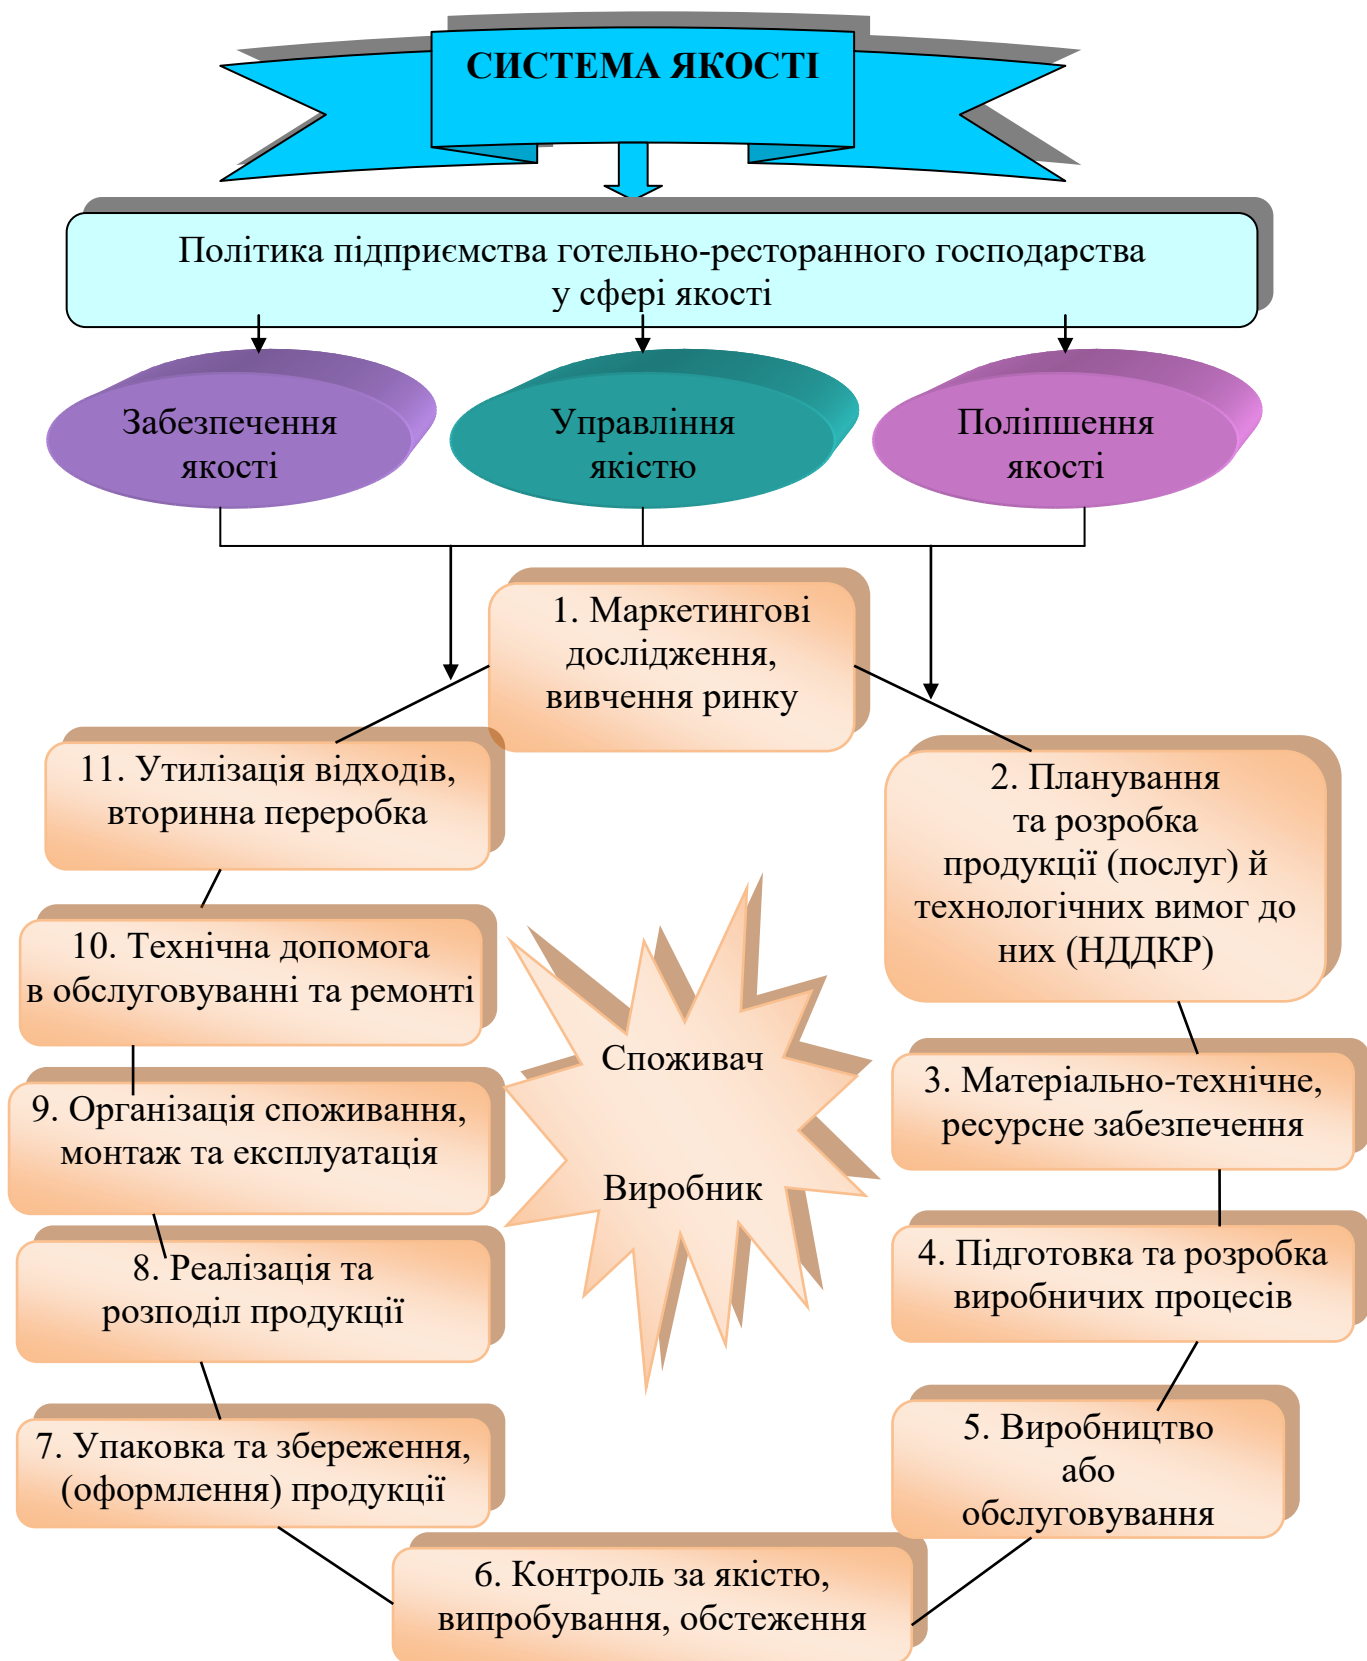 СИСТЕМА ЯКОСТІ
Політика підприємства готельно-ресторанного господарства
у сфері якості
Забезпечення
якості
Управління
якістю
Поліпшення
якості
1. Маркетингові
дослідження,
вивчення ринку
2. Планування
та розробка
продукції (послуг) й
технологічних вимог до
них (НДДКР)
3. Матеріально-технічне,
ресурсне забезпечення
4. Підготовка та розробка
виробничих процесів
5. Виробництво
або
обслуговування
6. Контроль за якістю,
випробування, обстеження
7. Упаковка та збереження,
(оформлення) продукції
8. Реалізація та
розподіл продукції
9. Організація споживання,
монтаж та експлуатація
10. Технічна допомога
в обслуговуванні та ремонті
11. Утилізація відходів,
вторинна переробка
Споживач
Виробник